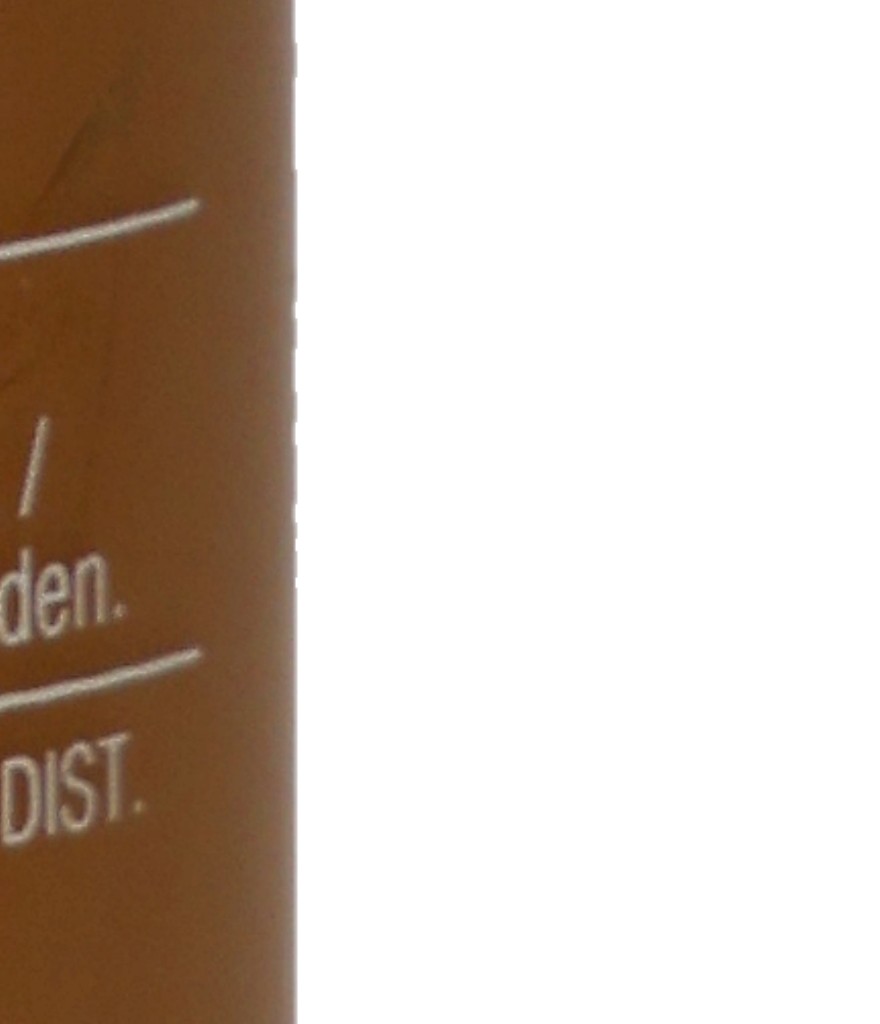 /
den.
DIST.